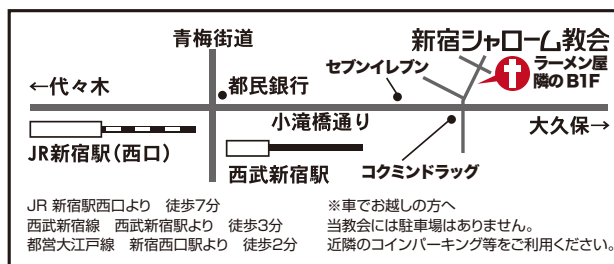 青梅街道
新宿シャローム教会
ラーメン屋
隣のB1F
セブンイレブン
←代々木
都民銀行
小滝橋通り
大久保→
JR新宿駅(西口)
西武新宿駅
コクミンドラッグ
JR 新宿駅西口より 徒歩7分
西武新宿線 西武新宿駅より 徒歩3分
都営大江戸線 新宿西口駅より 徒歩2分
※車でお越しの方へ
当教会には駐車場はありません。
近隣のコインパーキング等をご利用ください。